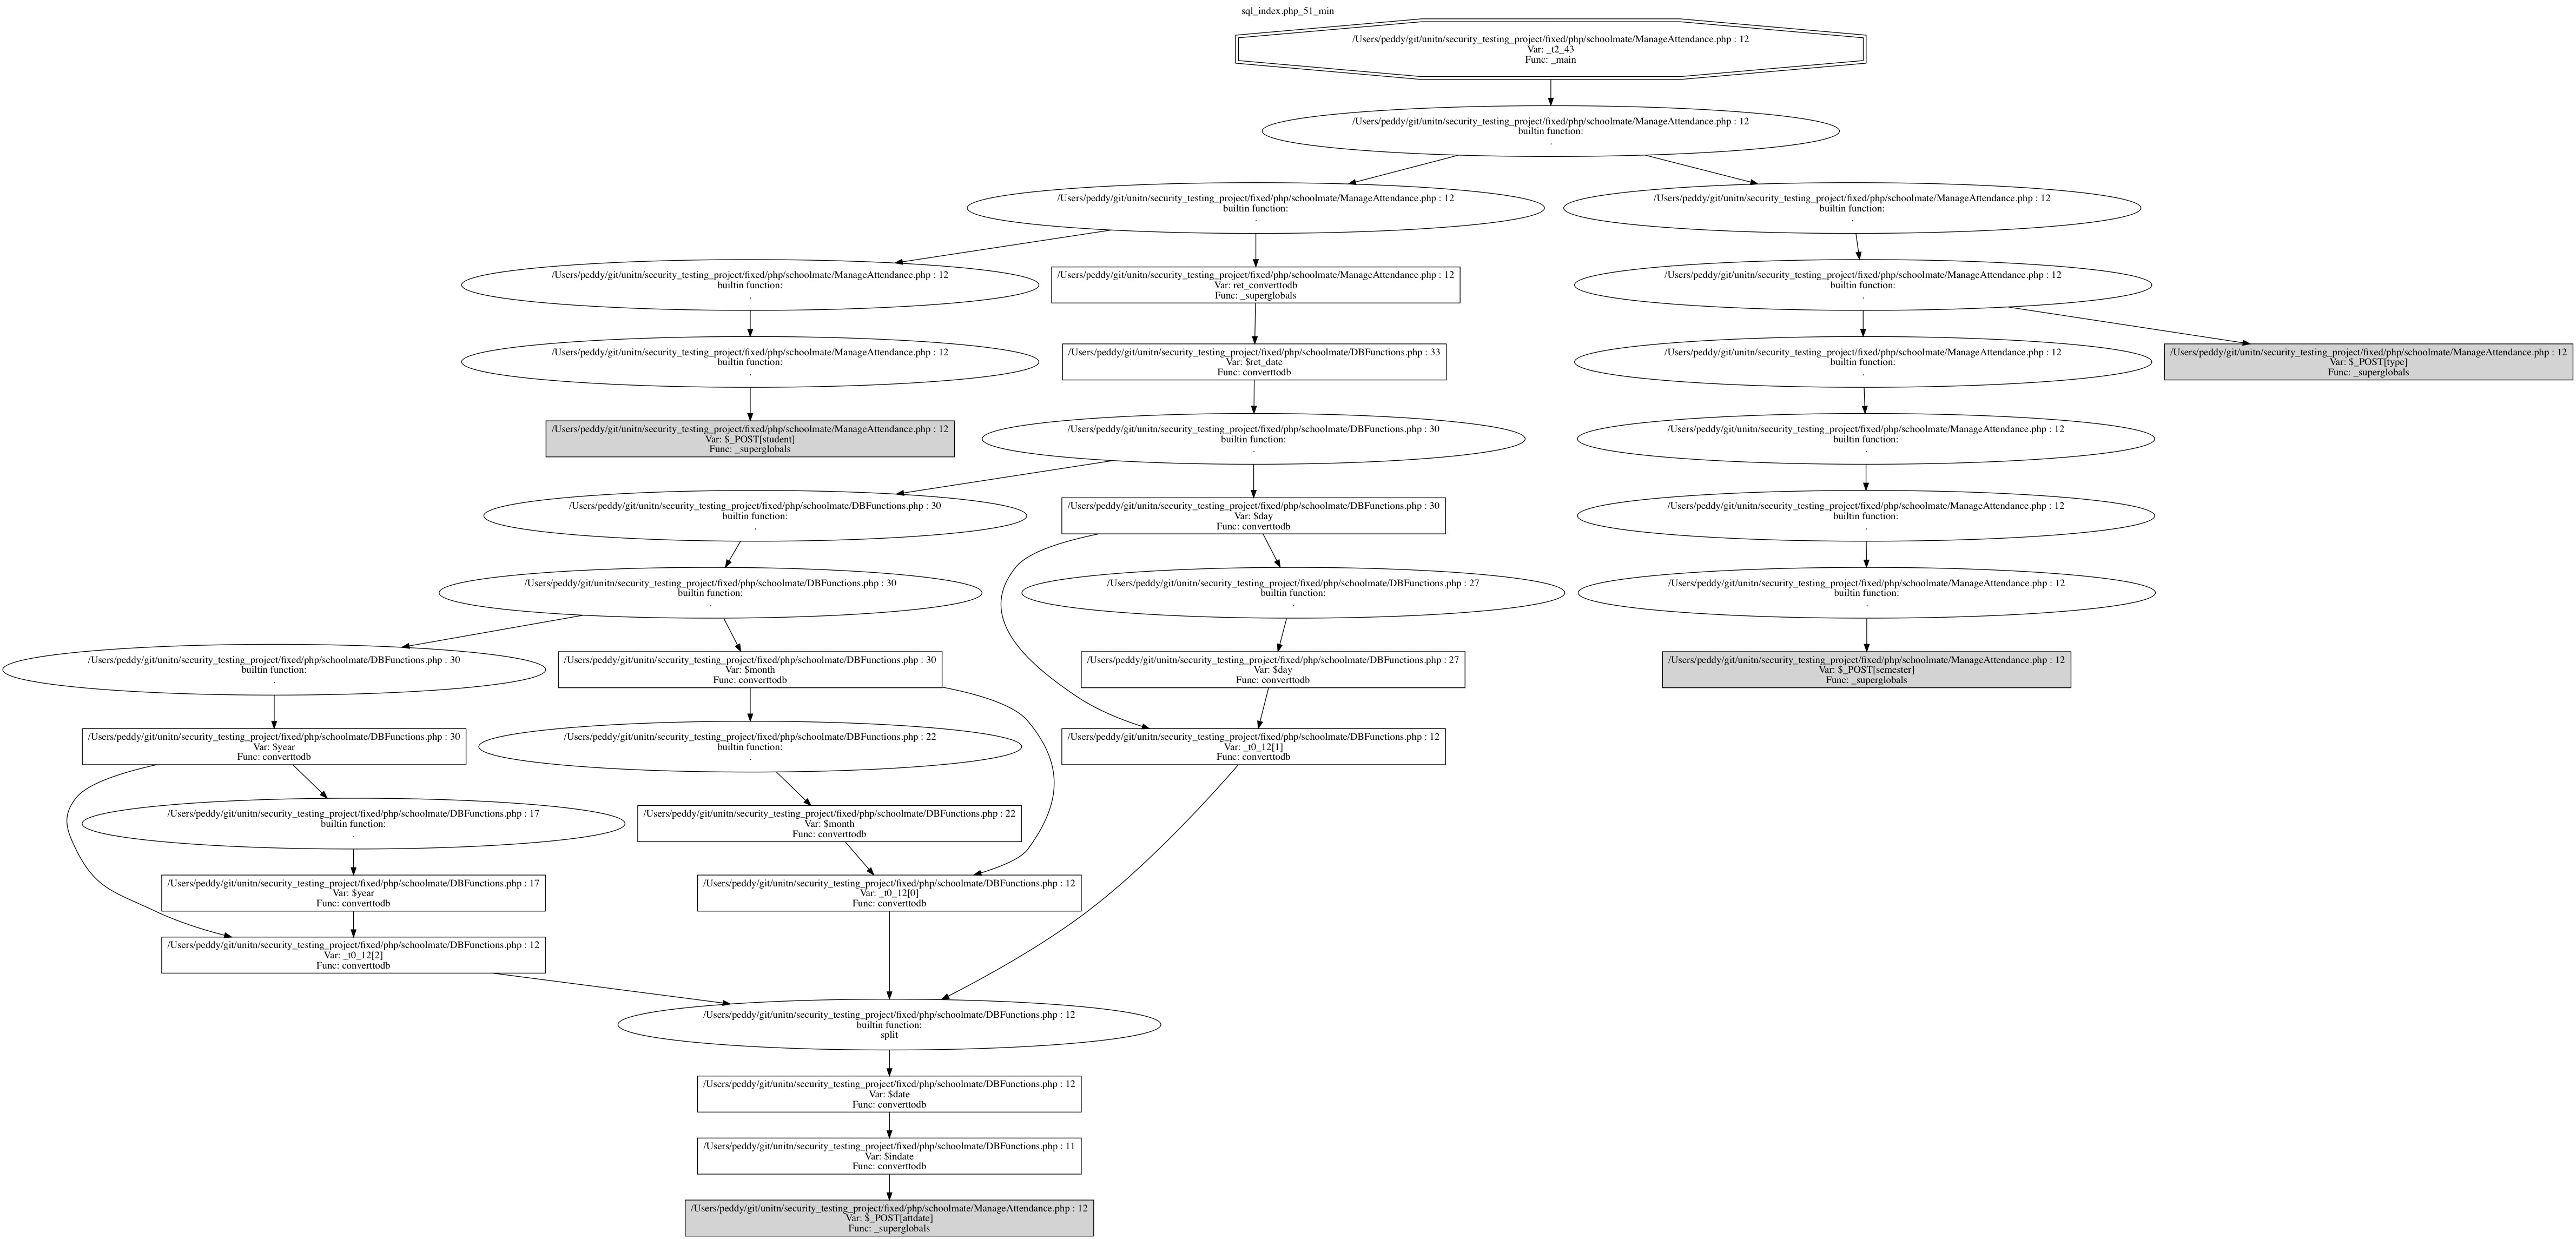 sql_index.php_51_min
/Users/peddy/git/unitn/security_testing_project/fixed/php/schoolmate/ManageAttendance.php : 12
Var: _t2_43
Func: _main
/Users/peddy/git/unitn/security_testing_project/fixed/php/schoolmate/ManageAttendance.php : 12
builtin function:
.
/Users/peddy/git/unitn/security_testing_project/fixed/php/schoolmate/ManageAttendance.php : 12
builtin function:
.
/Users/peddy/git/unitn/security_testing_project/fixed/php/schoolmate/ManageAttendance.php : 12
builtin function:
.
/Users/peddy/git/unitn/security_testing_project/fixed/php/schoolmate/ManageAttendance.php : 12
builtin function:
.
/Users/peddy/git/unitn/security_testing_project/fixed/php/schoolmate/ManageAttendance.php : 12
Var: ret_converttodb
Func: _superglobals
/Users/peddy/git/unitn/security_testing_project/fixed/php/schoolmate/ManageAttendance.php : 12
builtin function:
.
/Users/peddy/git/unitn/security_testing_project/fixed/php/schoolmate/ManageAttendance.php : 12
builtin function:
.
/Users/peddy/git/unitn/security_testing_project/fixed/php/schoolmate/DBFunctions.php : 33
Var: $ret_date
Func: converttodb
/Users/peddy/git/unitn/security_testing_project/fixed/php/schoolmate/ManageAttendance.php : 12
builtin function:
.
/Users/peddy/git/unitn/security_testing_project/fixed/php/schoolmate/ManageAttendance.php : 12
Var: $_POST[type]
Func: _superglobals
/Users/peddy/git/unitn/security_testing_project/fixed/php/schoolmate/ManageAttendance.php : 12
Var: $_POST[student]
Func: _superglobals
/Users/peddy/git/unitn/security_testing_project/fixed/php/schoolmate/DBFunctions.php : 30
builtin function:
.
/Users/peddy/git/unitn/security_testing_project/fixed/php/schoolmate/ManageAttendance.php : 12
builtin function:
.
/Users/peddy/git/unitn/security_testing_project/fixed/php/schoolmate/DBFunctions.php : 30
builtin function:
.
/Users/peddy/git/unitn/security_testing_project/fixed/php/schoolmate/DBFunctions.php : 30
Var: $day
Func: converttodb
/Users/peddy/git/unitn/security_testing_project/fixed/php/schoolmate/ManageAttendance.php : 12
builtin function:
.
/Users/peddy/git/unitn/security_testing_project/fixed/php/schoolmate/DBFunctions.php : 30
builtin function:
.
/Users/peddy/git/unitn/security_testing_project/fixed/php/schoolmate/DBFunctions.php : 27
builtin function:
.
/Users/peddy/git/unitn/security_testing_project/fixed/php/schoolmate/ManageAttendance.php : 12
builtin function:
.
/Users/peddy/git/unitn/security_testing_project/fixed/php/schoolmate/DBFunctions.php : 30
builtin function:
.
/Users/peddy/git/unitn/security_testing_project/fixed/php/schoolmate/DBFunctions.php : 30
Var: $month
Func: converttodb
/Users/peddy/git/unitn/security_testing_project/fixed/php/schoolmate/DBFunctions.php : 27
Var: $day
Func: converttodb
/Users/peddy/git/unitn/security_testing_project/fixed/php/schoolmate/ManageAttendance.php : 12
Var: $_POST[semester]
Func: _superglobals
/Users/peddy/git/unitn/security_testing_project/fixed/php/schoolmate/DBFunctions.php : 30
Var: $year
Func: converttodb
/Users/peddy/git/unitn/security_testing_project/fixed/php/schoolmate/DBFunctions.php : 22
builtin function:
.
/Users/peddy/git/unitn/security_testing_project/fixed/php/schoolmate/DBFunctions.php : 12
Var: _t0_12[1]
Func: converttodb
/Users/peddy/git/unitn/security_testing_project/fixed/php/schoolmate/DBFunctions.php : 17
builtin function:
.
/Users/peddy/git/unitn/security_testing_project/fixed/php/schoolmate/DBFunctions.php : 22
Var: $month
Func: converttodb
/Users/peddy/git/unitn/security_testing_project/fixed/php/schoolmate/DBFunctions.php : 17
Var: $year
Func: converttodb
/Users/peddy/git/unitn/security_testing_project/fixed/php/schoolmate/DBFunctions.php : 12
Var: _t0_12[0]
Func: converttodb
/Users/peddy/git/unitn/security_testing_project/fixed/php/schoolmate/DBFunctions.php : 12
Var: _t0_12[2]
Func: converttodb
/Users/peddy/git/unitn/security_testing_project/fixed/php/schoolmate/DBFunctions.php : 12
builtin function:
split
/Users/peddy/git/unitn/security_testing_project/fixed/php/schoolmate/DBFunctions.php : 12
Var: $date
Func: converttodb
/Users/peddy/git/unitn/security_testing_project/fixed/php/schoolmate/DBFunctions.php : 11
Var: $indate
Func: converttodb
/Users/peddy/git/unitn/security_testing_project/fixed/php/schoolmate/ManageAttendance.php : 12
Var: $_POST[attdate]
Func: _superglobals